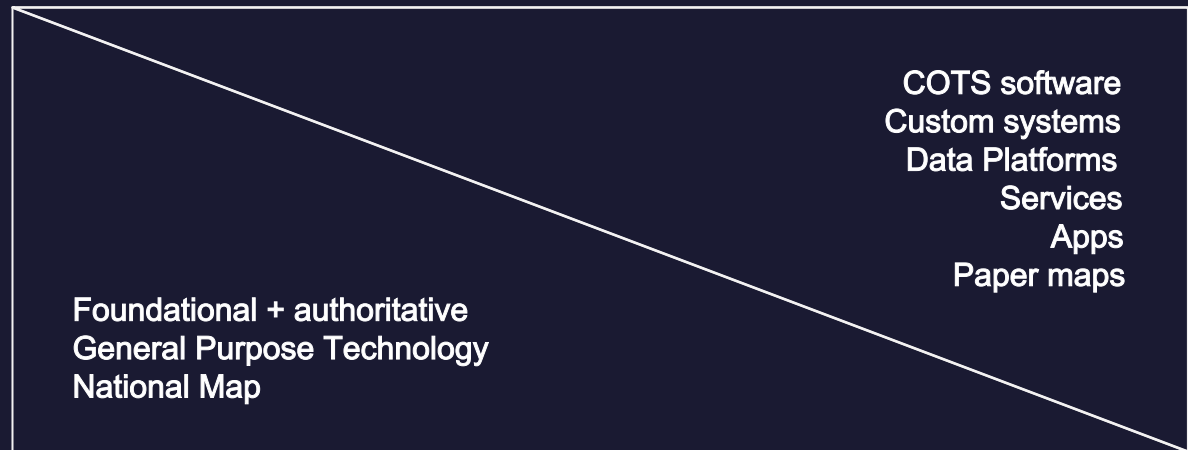 COTS software
Custom systems
Data Platforms
Services
Apps
Paper maps
Foundational + authoritative
General Purpose Technology
National Map